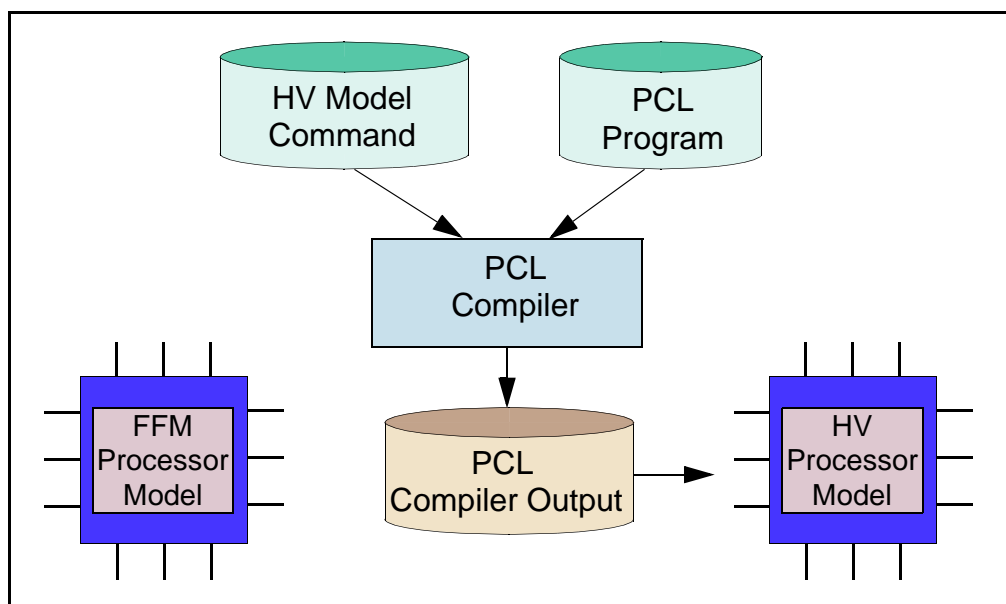 HV Model
Command
PCL
Program
PCL
Compiler
FFM
Processor
Model
PCL
Compiler Output
HV
Processor
Model